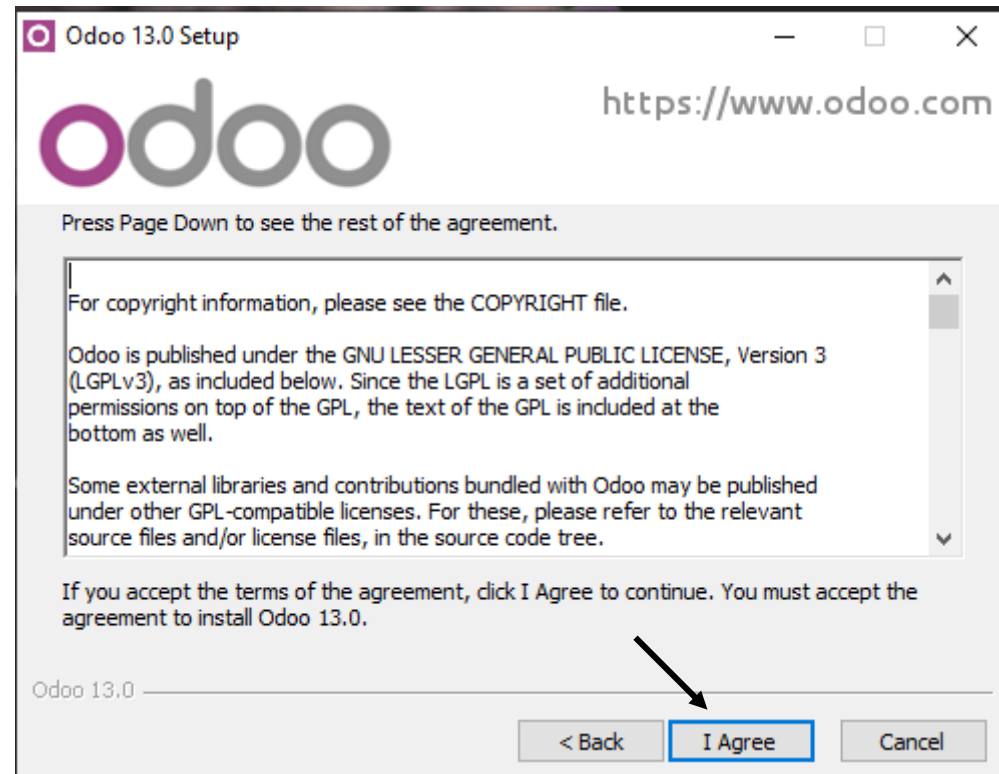 Odoo 13.0 Setup
odoo
https://www.odoo.com
Press Page Down to see the rest of the agreement.
For copyright information, please see the COPYRIGHT file.
Odoo is published under the GNU LESSER GENERAL PUBLIC LICENSE, Version 3
(LGPLv3), as included below. Since the LGPL is a set of additional
permissions on top of the GPL, the text of the GPL is included at the
bottom as well.
Some external libraries and contributions bundled with Odoo may be published
under other GPL-compatible licenses. For these, please refer to the relevant
source files and/or license files, in the source code tree.
If you accept the terms of the agreement, click I Agree to continue. You must accept the
agreement to install Odoo 13.0.
Odoo 13.0
< Back I Agree Cancel